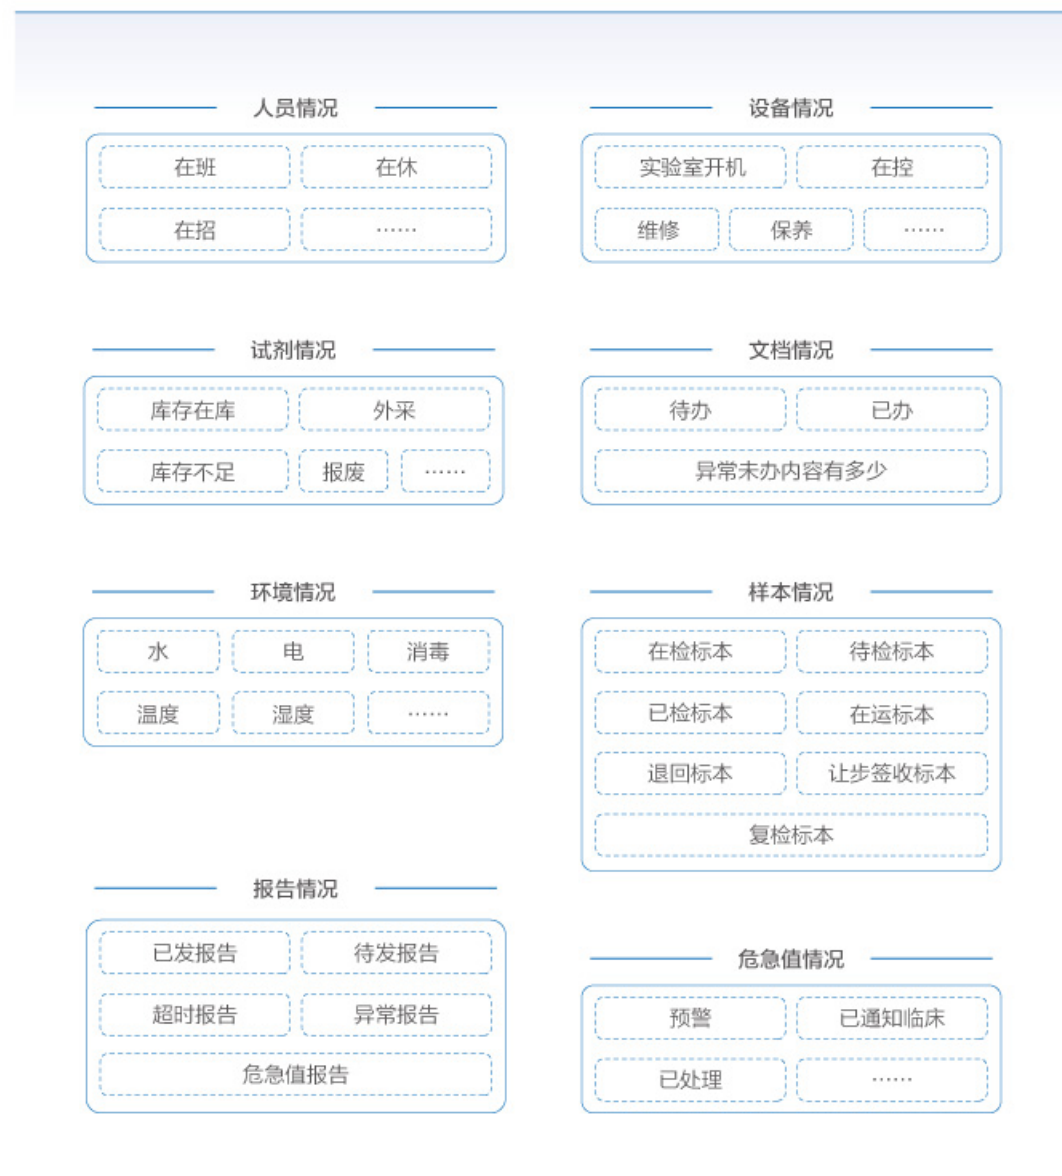 人员情况
在班 在休
在招 ……
设备情况
实验室开机 在控
维修 保养 ……
试剂情况
库存在库 外采
库存不足 报废 ……
文档情况
待办 已办
异常未办内容有多少
环境情况
水 电 消毒
温度 湿度 ……
样本情况
在检标本 待检标本
已检标本 在运标本
退回标本 让步签收标本
复检标本
报告情况
已发报告 待发报告
超时报告 异常报告
危急值报告
危急值情况
预警 已通知临床
已处理 ……